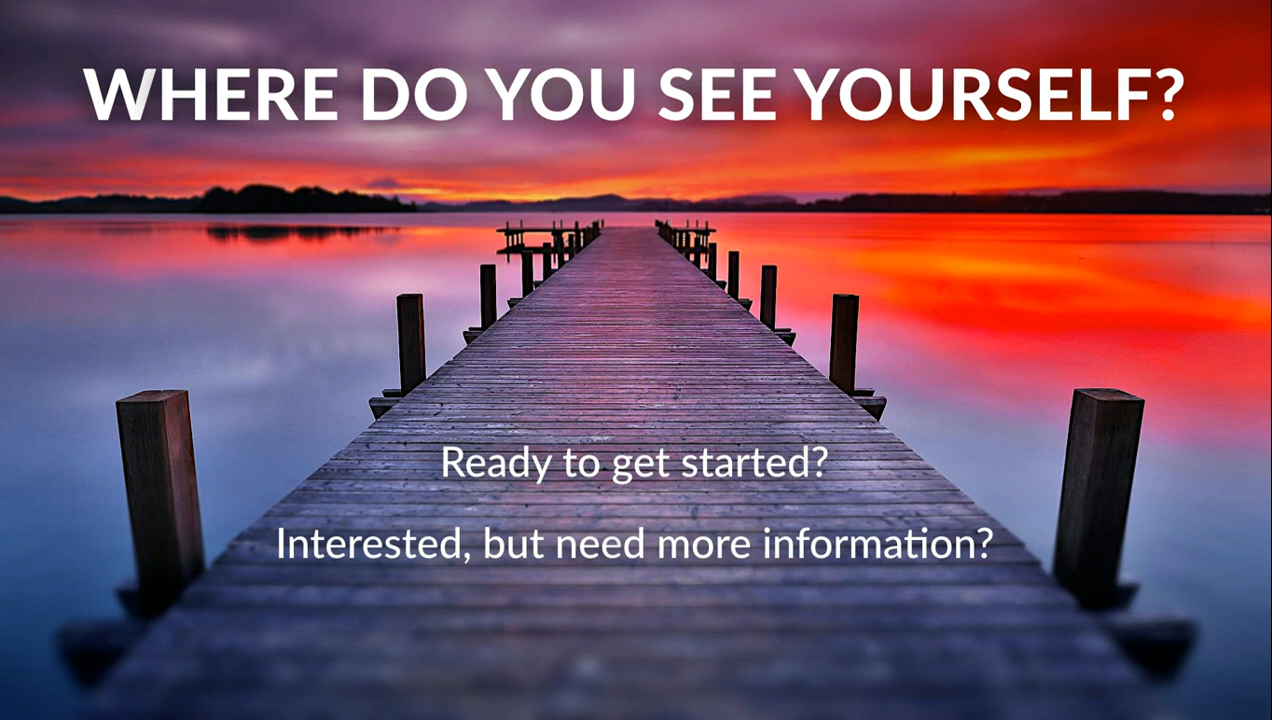 WHERE DO YOU SEE YOURSELF?
Ready to get started?
Interested, but need more information?